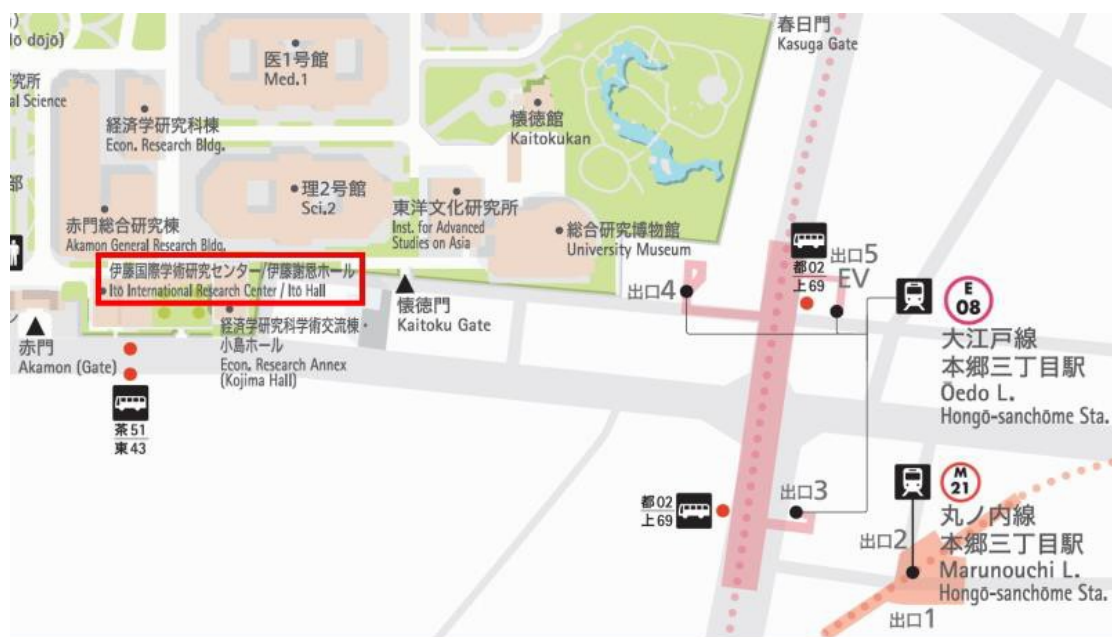 lō dōjō)
究所
al Science
部
医1号館
Med.1
経済学研究科棟
Econ. Research Bldg.
懐徳館
Kaitokukan
春日門
Kasuga Gate
理2号館
Sci.2
東洋文化研究所
Inst. for Advanced
Studies on Asia
総合研究博物館
University Museum
赤門総合研究棟
Akamon General Research Bldg.
伊藤国際学術研究センター/伊藤謝恩ホール
Ito International Research Center / Ito Hall
赤門
Akamon (Gate)
懐徳門
Kaitoku Gate
経済学研究科学術交流棟・
小島ホール
Econ. Research Annex
(Kojima Hall)
茶51
東43
都02
上69
出口5
EV
出口4
E
08
大江戸線
本郷三丁目駅
Ōedo L.
Hongō-sanchōme Sta.
都02
上69
出口3
M
21
丸ノ内線
本郷三丁目駅
Marunouchi L.
Hongō-sanchōme Sta.
出口2
出口1